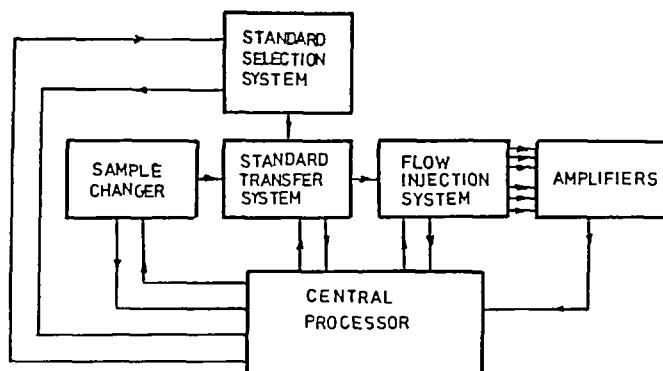 STANDARD
SELECTION
SYSTEM
SAMPLE
CHANGER
STANDARD
TRANSFER
SYSTEM
FLOW
INJECTION
SYSTEM
AMPLIFIERS
CENTRAL
PROCESSOR